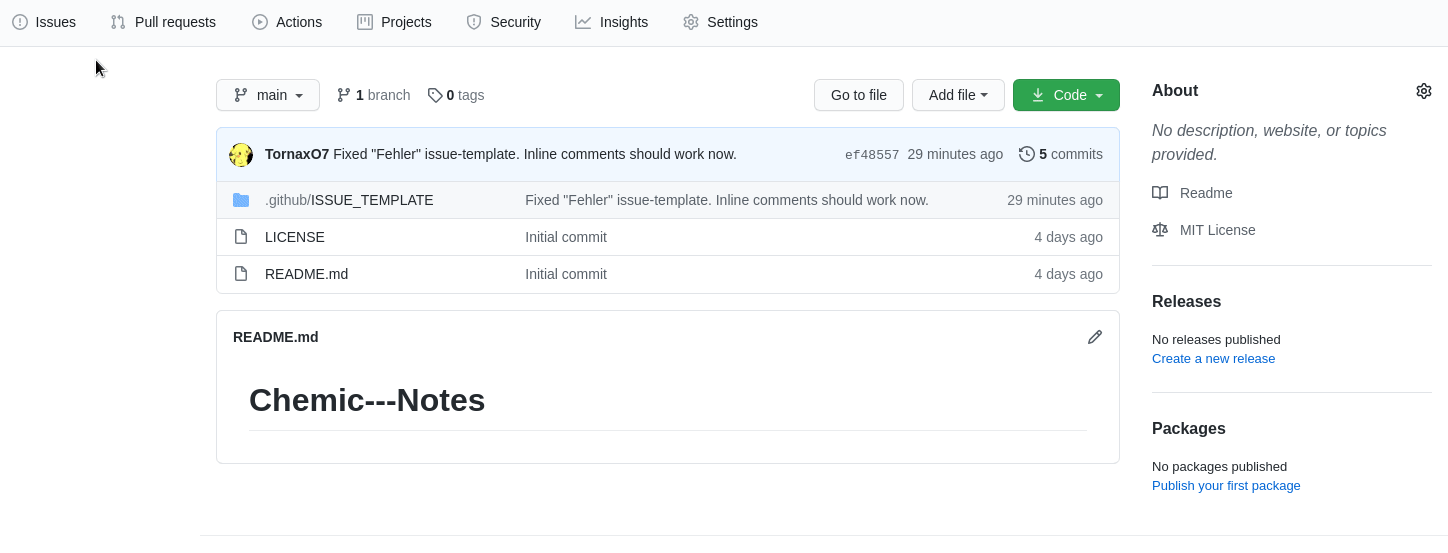 Issues Pull requests Actions Projects Security Insights Settings
main 1 branch 0 tags Go to file Add file Code
TornaxO7 Fixed "Fehler" issue-template. Inline comments should work now. ef48557 29 minutes ago 5 commits
.github/ISSUE_TEMPLATE Fixed "Fehler" issue-template. Inline comments should work now. 29 minutes ago
LICENSE Initial commit 4 days ago
README.md Initial commit 4 days ago
README.md
Chemic---Notes
About
No description, website, or topics
provided.
Readme
MIT License
Releases
No releases published
Create a new release
Packages
No packages published
Publish your first package